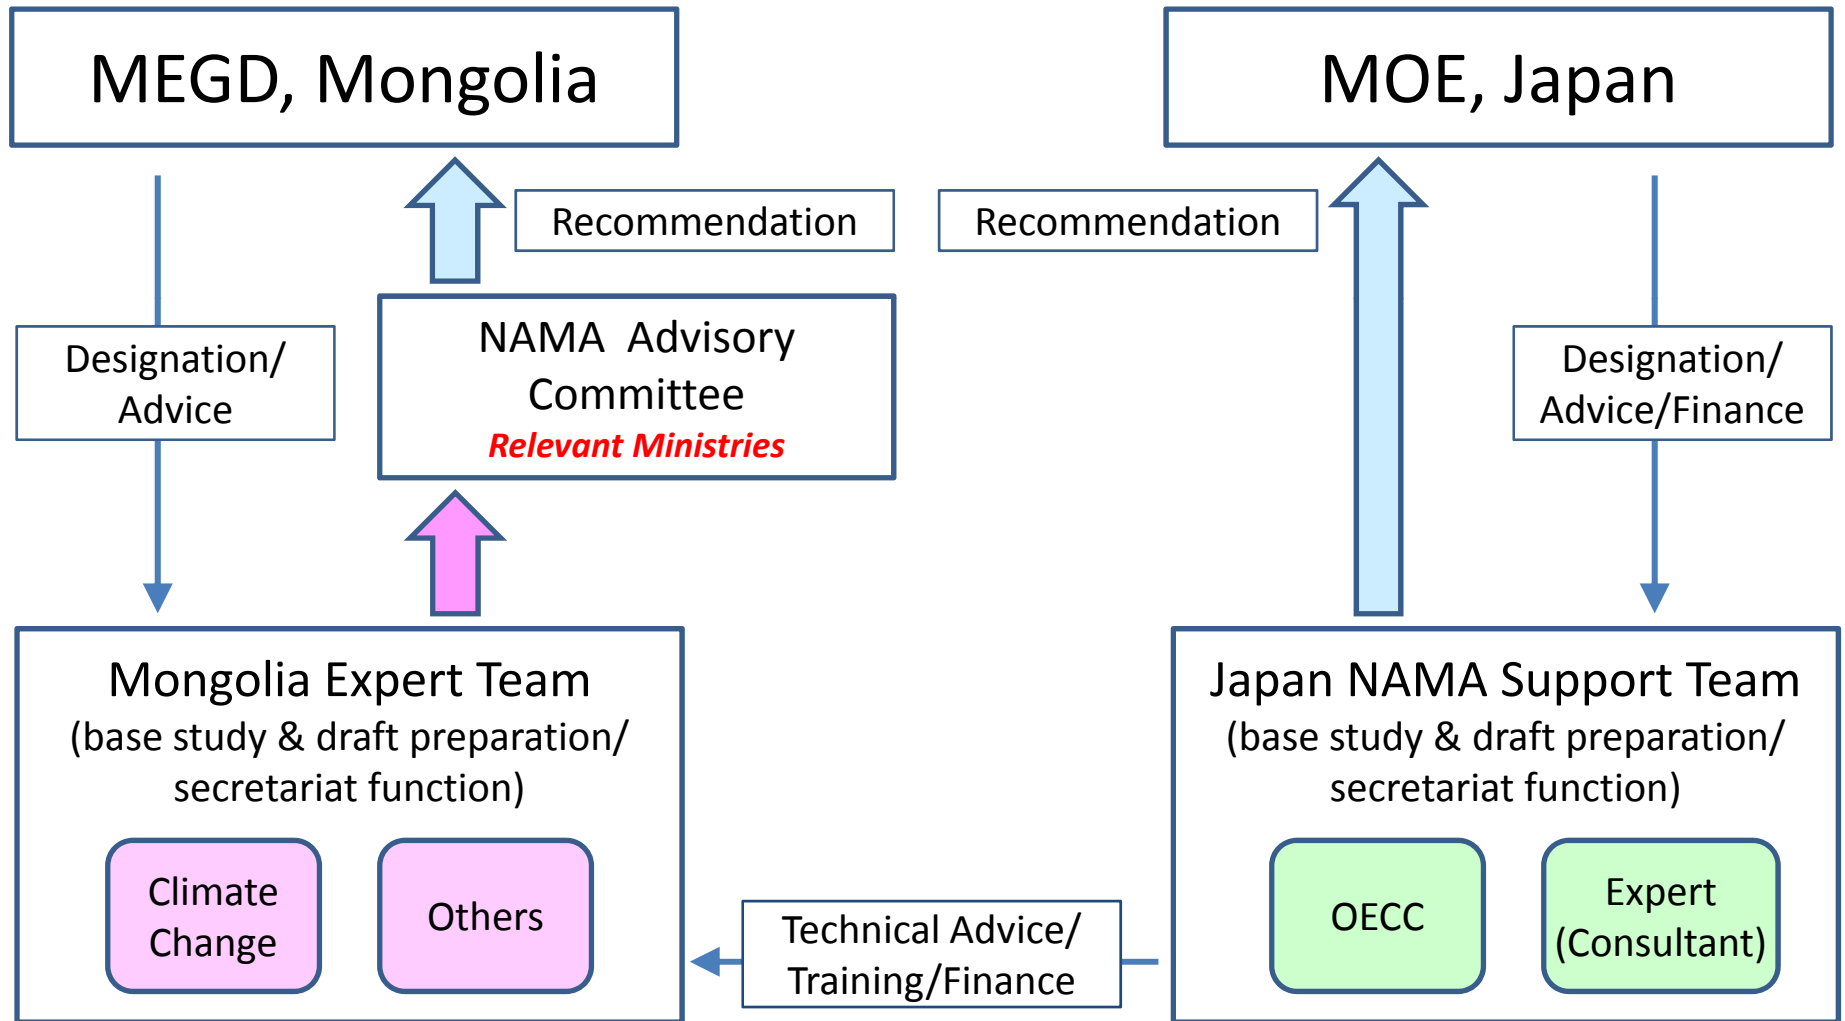 MEGD, Mongolia
MOE, Japan
Recommendation
Recommendation
Designation/
Advice
NAMA  Advisory
Committee
Relevant Ministries
Designation/
Advice/Finance
Mongolia Expert Team
(base study & draft preparation/
secretariat function)
Climate
Change
Others
Technical Advice/
Training/Finance
Japan NAMA Support Team
(base study & draft preparation/
secretariat function)
OECC
Expert
(Consultant)